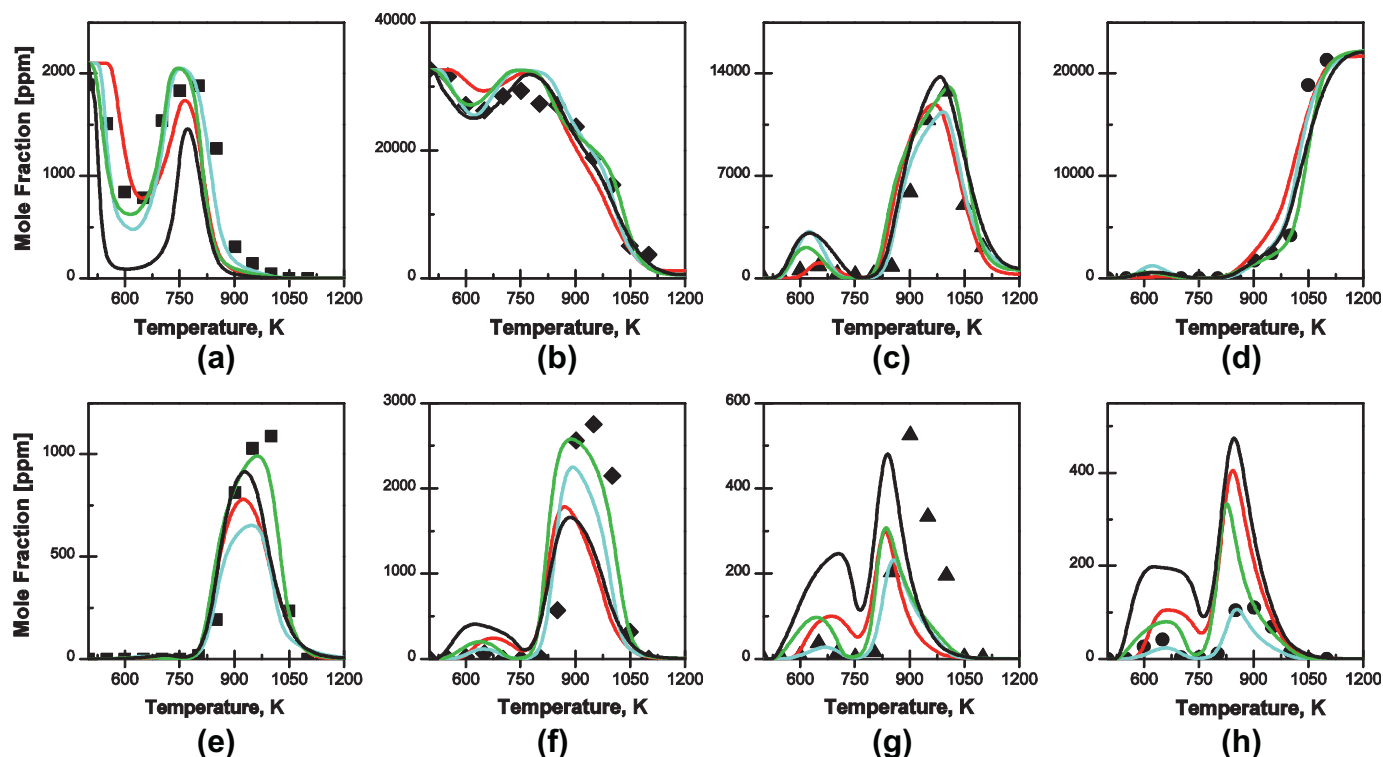 Mole Fraction [ppm]
2000
1000
0
600 750 900 1050 1200
Temperature, K
(a)
40000
20000
0
600 750 900 1050 1200
Temperature, K
(b)
14000
7000
0
600 750 900 1050 1200
Temperature, K
(c)
20000
10000
0
600 750 900 1050 1200
Temperature, K
(d)
Mole Fraction [ppm]
1000
500
0
600 750 900 1050 1200
Temperature, K
(e)
3000
2000
1000
0
600 750 900 1050 1200
Temperature, K
(f)
600
400
200
0
600 750 900 1050 1200
Temperature, K
(g)
400
200
0
600 750 900 1050 1200
Temperature, K
(h)